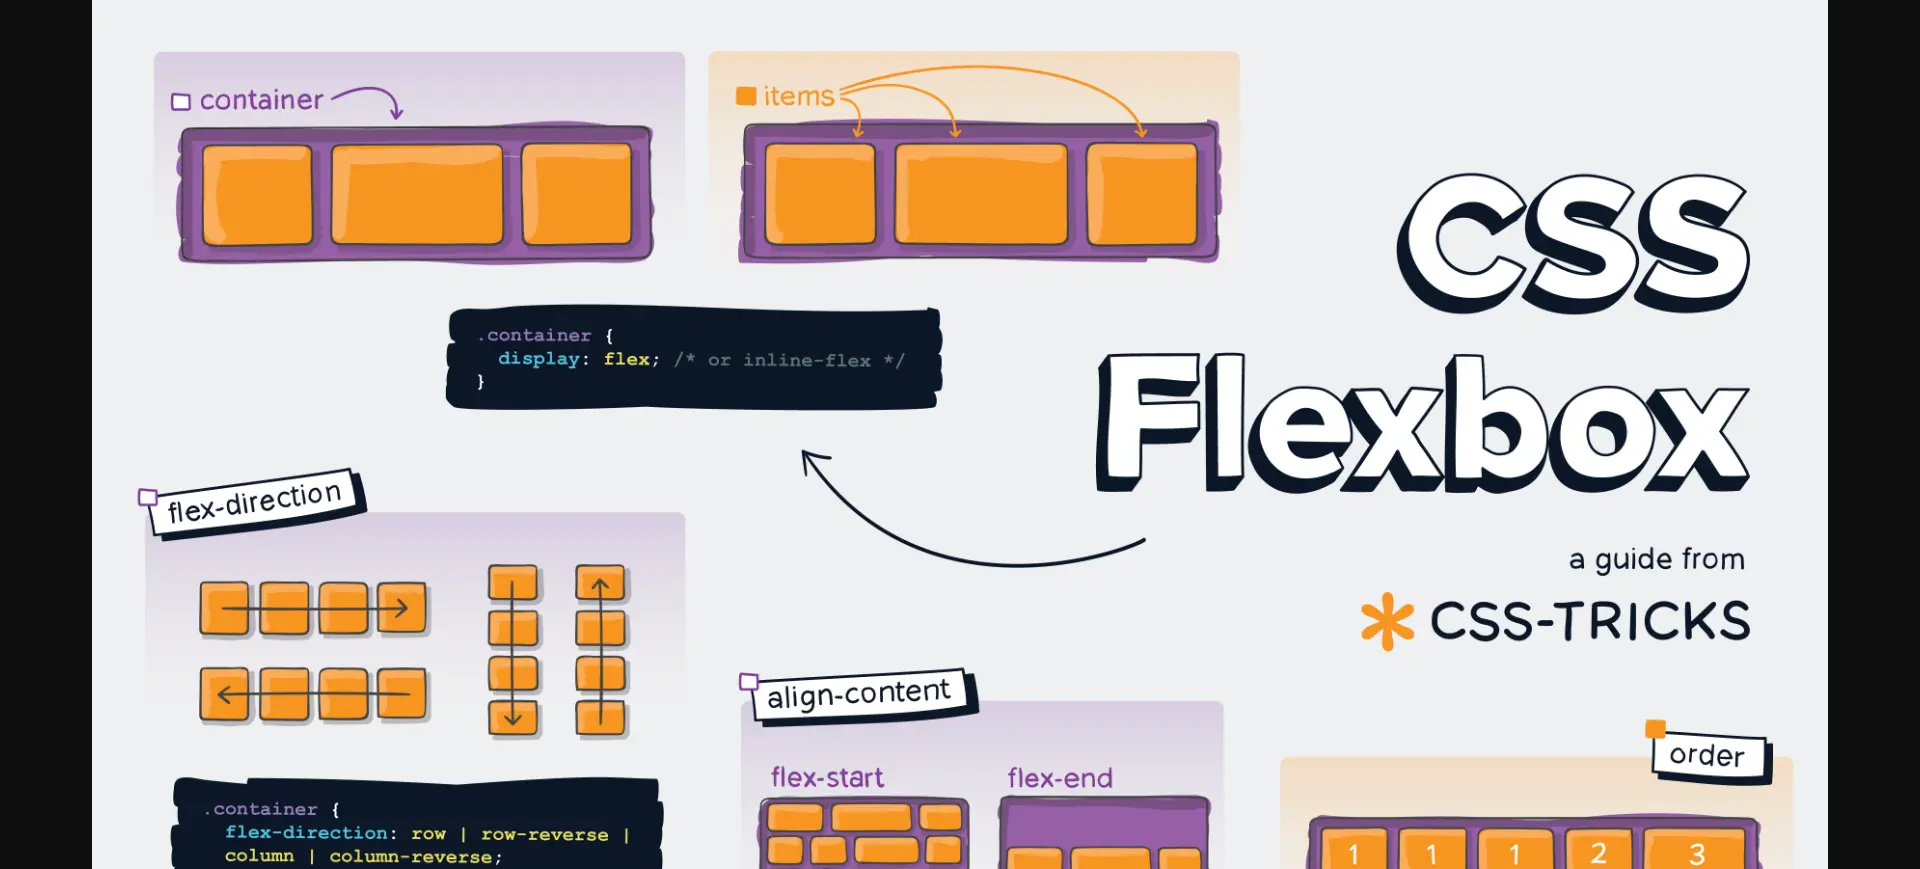 container
items
CSS
Flexbox
a guide from
CSS-TRICKS
.container {
display: flex; /* or inline-flex */
}
flex-direction
.container {
flex-direction: row | row-reverse |
column | column-reverse;
align-content
flex-start
flex-end
order
1 1 1 2 3